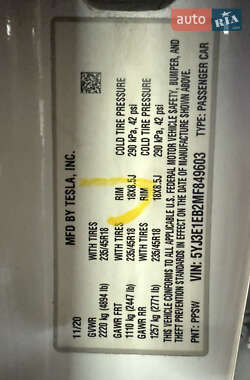 AUTO
RIA
MFD BY TESLA, INC.
11/20
GVWR
2220 kg (4894 lb)
WITH TIRES
235/45R18
RIM
18X8.5J
COLD TIRE PRESSURE
290 kPa, 42 psi
GAWR FRT
1110 kg (2447 lb)
WITH TIRES
235/45R18
RIM
18X8.5J
COLD TIRE PRESSURE
290 kPa, 42 psi
GAWR RR
1257 kg (2771 lb)
THIS VEHICLE CONFORMS TO ALL APPLICABLE U.S. FEDERAL MOTOR VEHICLE SAFETY, BUMPER, AND
THEFT PREVENTION STANDARDS IN EFFECT ON THE DATE OF MANUFACTURE SHOWN ABOVE.
VIN: 5YJ3E1EB2MF849603
TYPE: PASSENGER CAR
PNT: PPSW